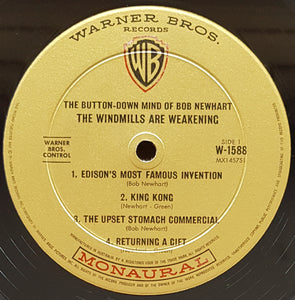 WARNER BROS.
RECORDS
WB
THE BUTTON-DOWN MIND OF BOB NEWHART
THE WINDMILLS ARE WEAKENING
WARNER
BROS.
CONTROL
SIDE 1
W-1588
MX145751
1. EDISON'S MOST FAMOUS INVENTION
(Bob Newhart)
2. KING KONG
(Newhart - Green)
3. THE UPSET STOMACH COMMERCIAL
(Bob Newhart)
4. RETURNING A GIFT
MONAURAL